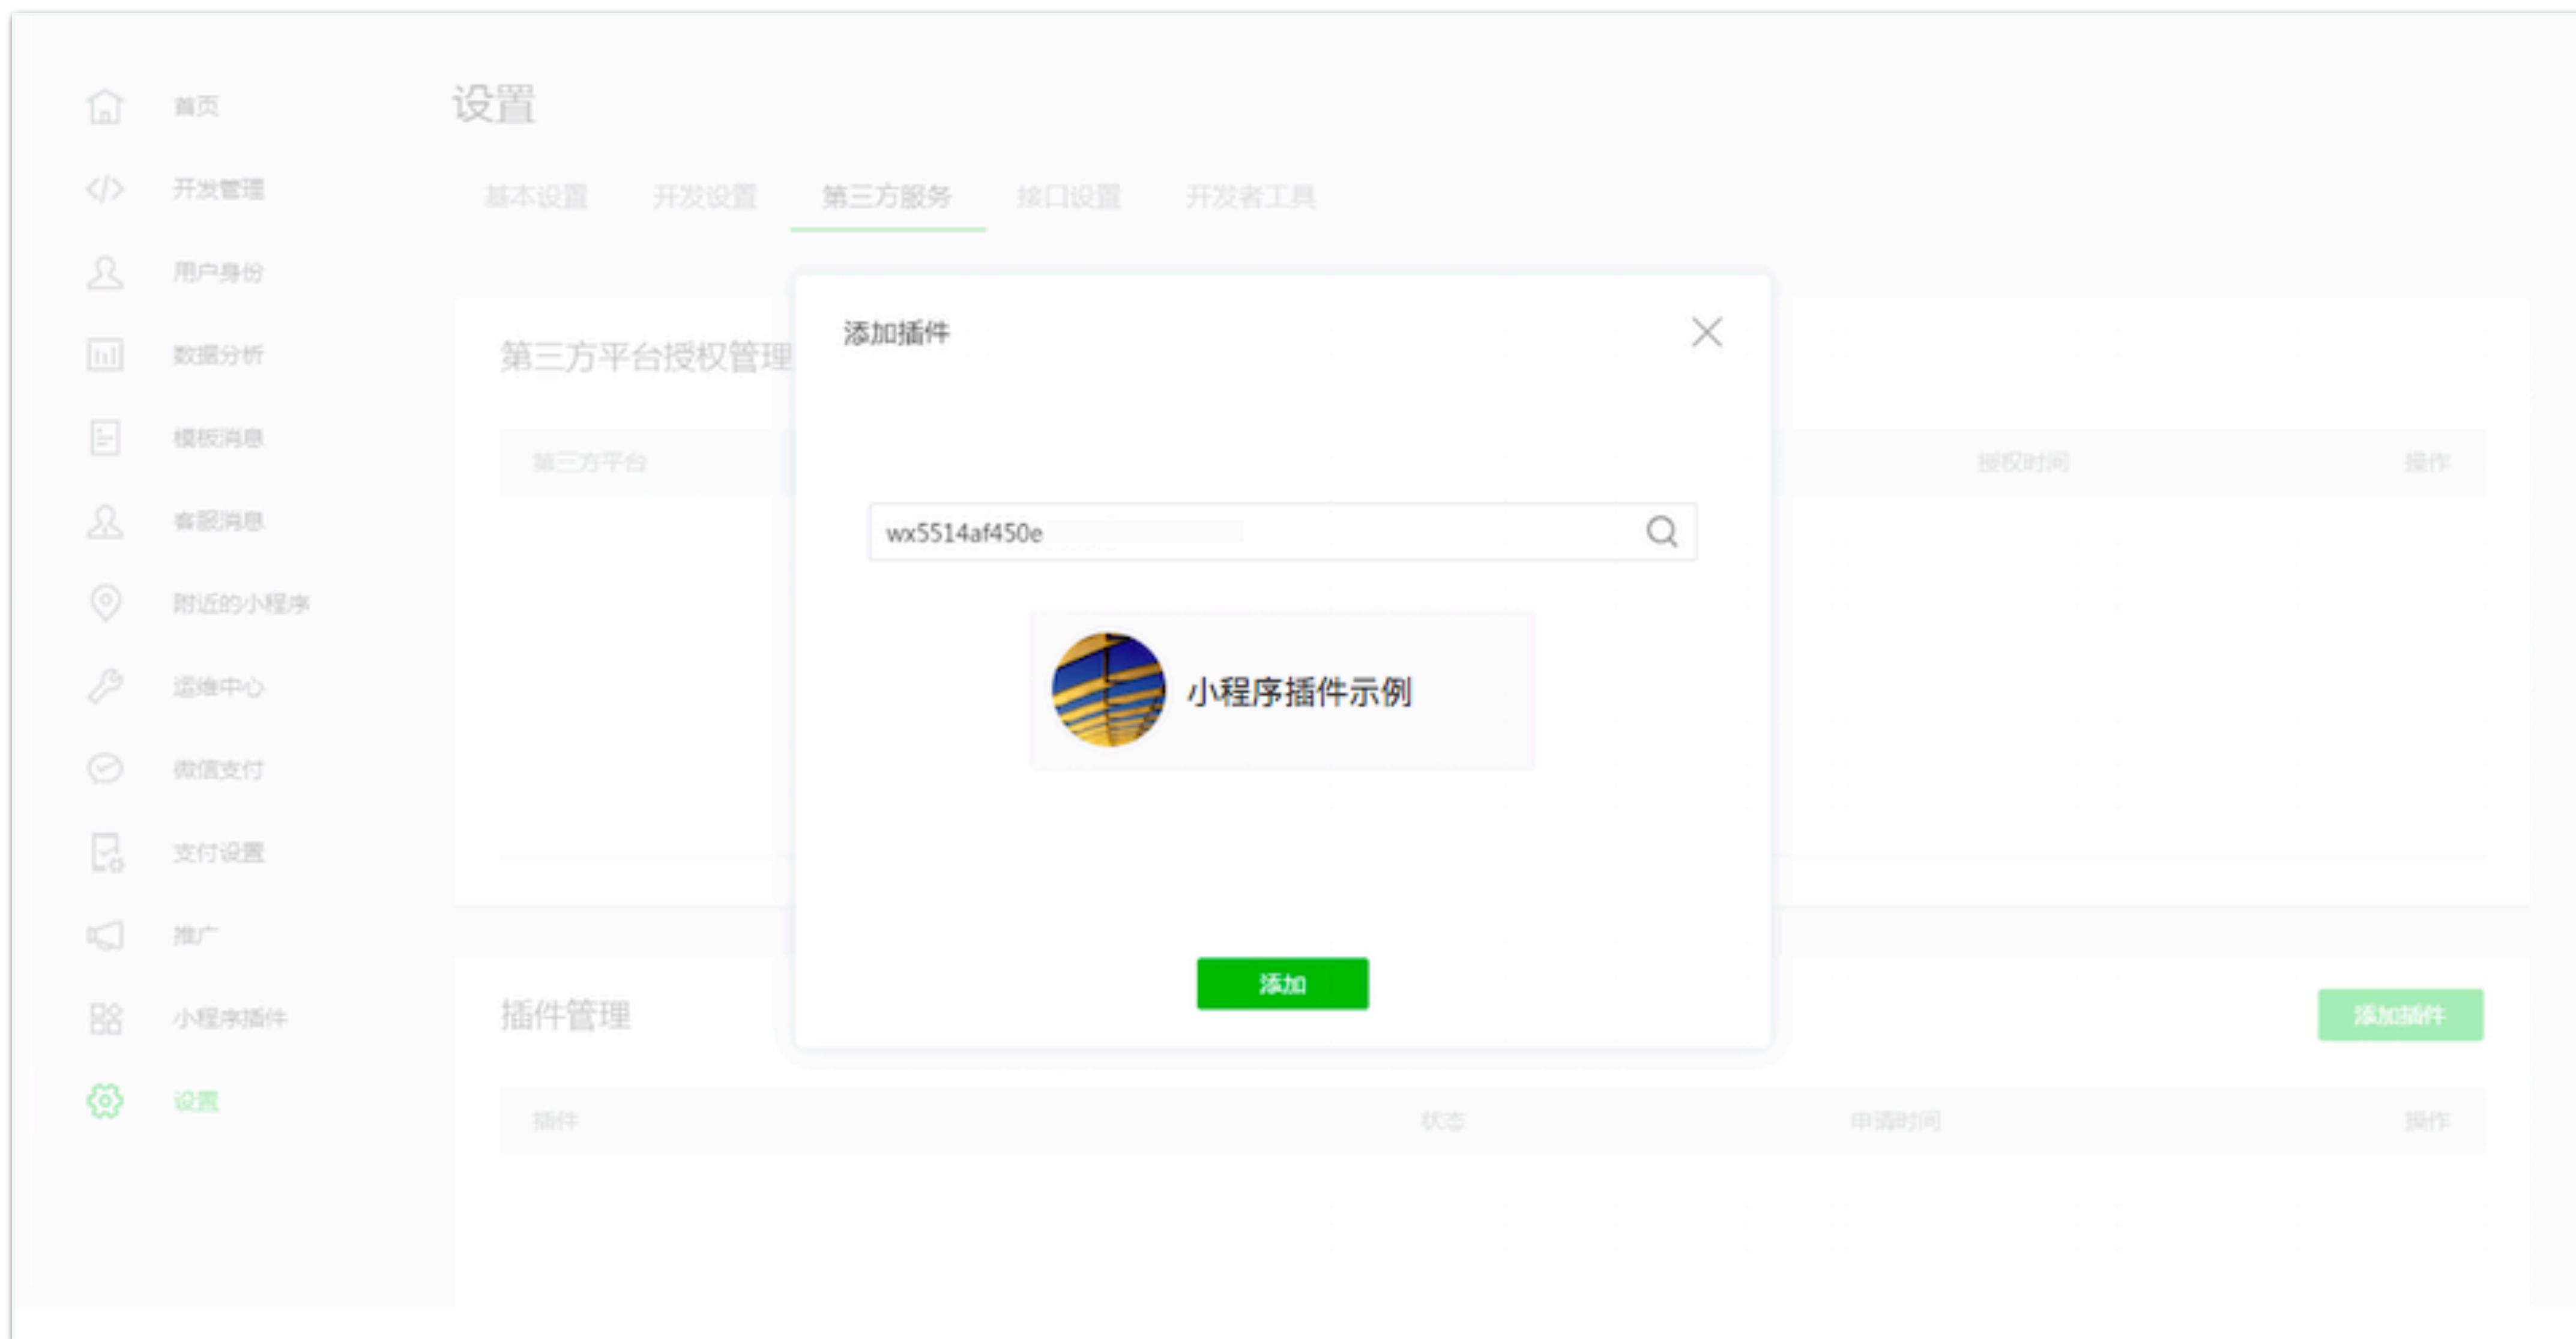 首页
开发管理
用户身份
数据分析
模板消息
客服消息
附近的小程序
运维中心
微信支付
支付设置
推广
小程序插件
设置
设置
基本设置 开发设置 第三方服务 接口设置 开发者工具
第三方平台授权管理
第三方平台 授权时间 操作
添加插件
wx5514af450e
小程序插件示例
添加
插件管理 添加插件
插件 状态 申请时间 操作